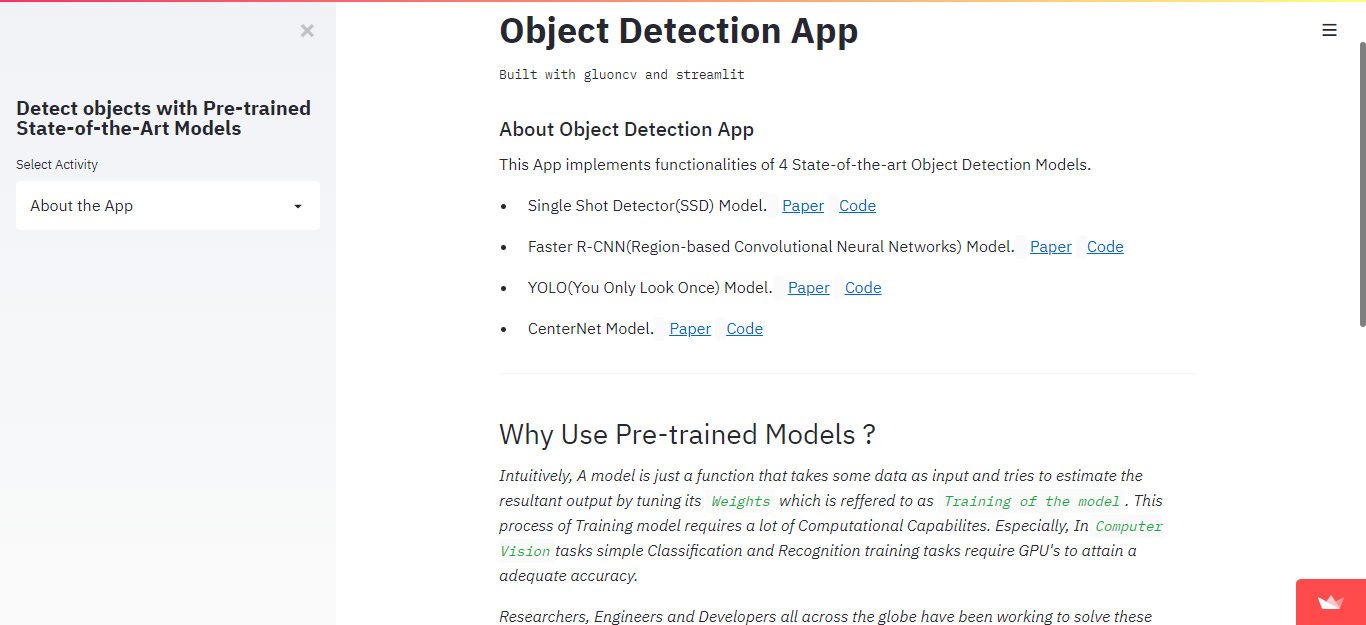 Detect objects with Pre-trained
State-of-the-Art Models
Select Activity
About the App
Object Detection App
Built with gluoncv and streamlit
About Object Detection App
This App implements functionalities of 4 State-of-the-art Object Detection Models.
• Single Shot Detector(SSD) Model. Paper Code
• Faster R-CNN(Region-based Convolutional Neural Networks) Model. Paper Code
• YOLO(You Only Look Once) Model. Paper Code
• CenterNet Model. Paper Code
Why Use Pre-trained Models ?
Intuitively, A model is just a function that takes some data as input and tries to estimate the
resultant output by tuning its Weights which is reffered to as Training of the model . This
process of Training model requires a lot of Computational Capabilites. Especially, In Computer
Vision tasks simple Classification and Recognition training tasks require GPU's to attain a
adequate accuracy.
Researchers, Engineers and Developers all across the globe have been working to solve these